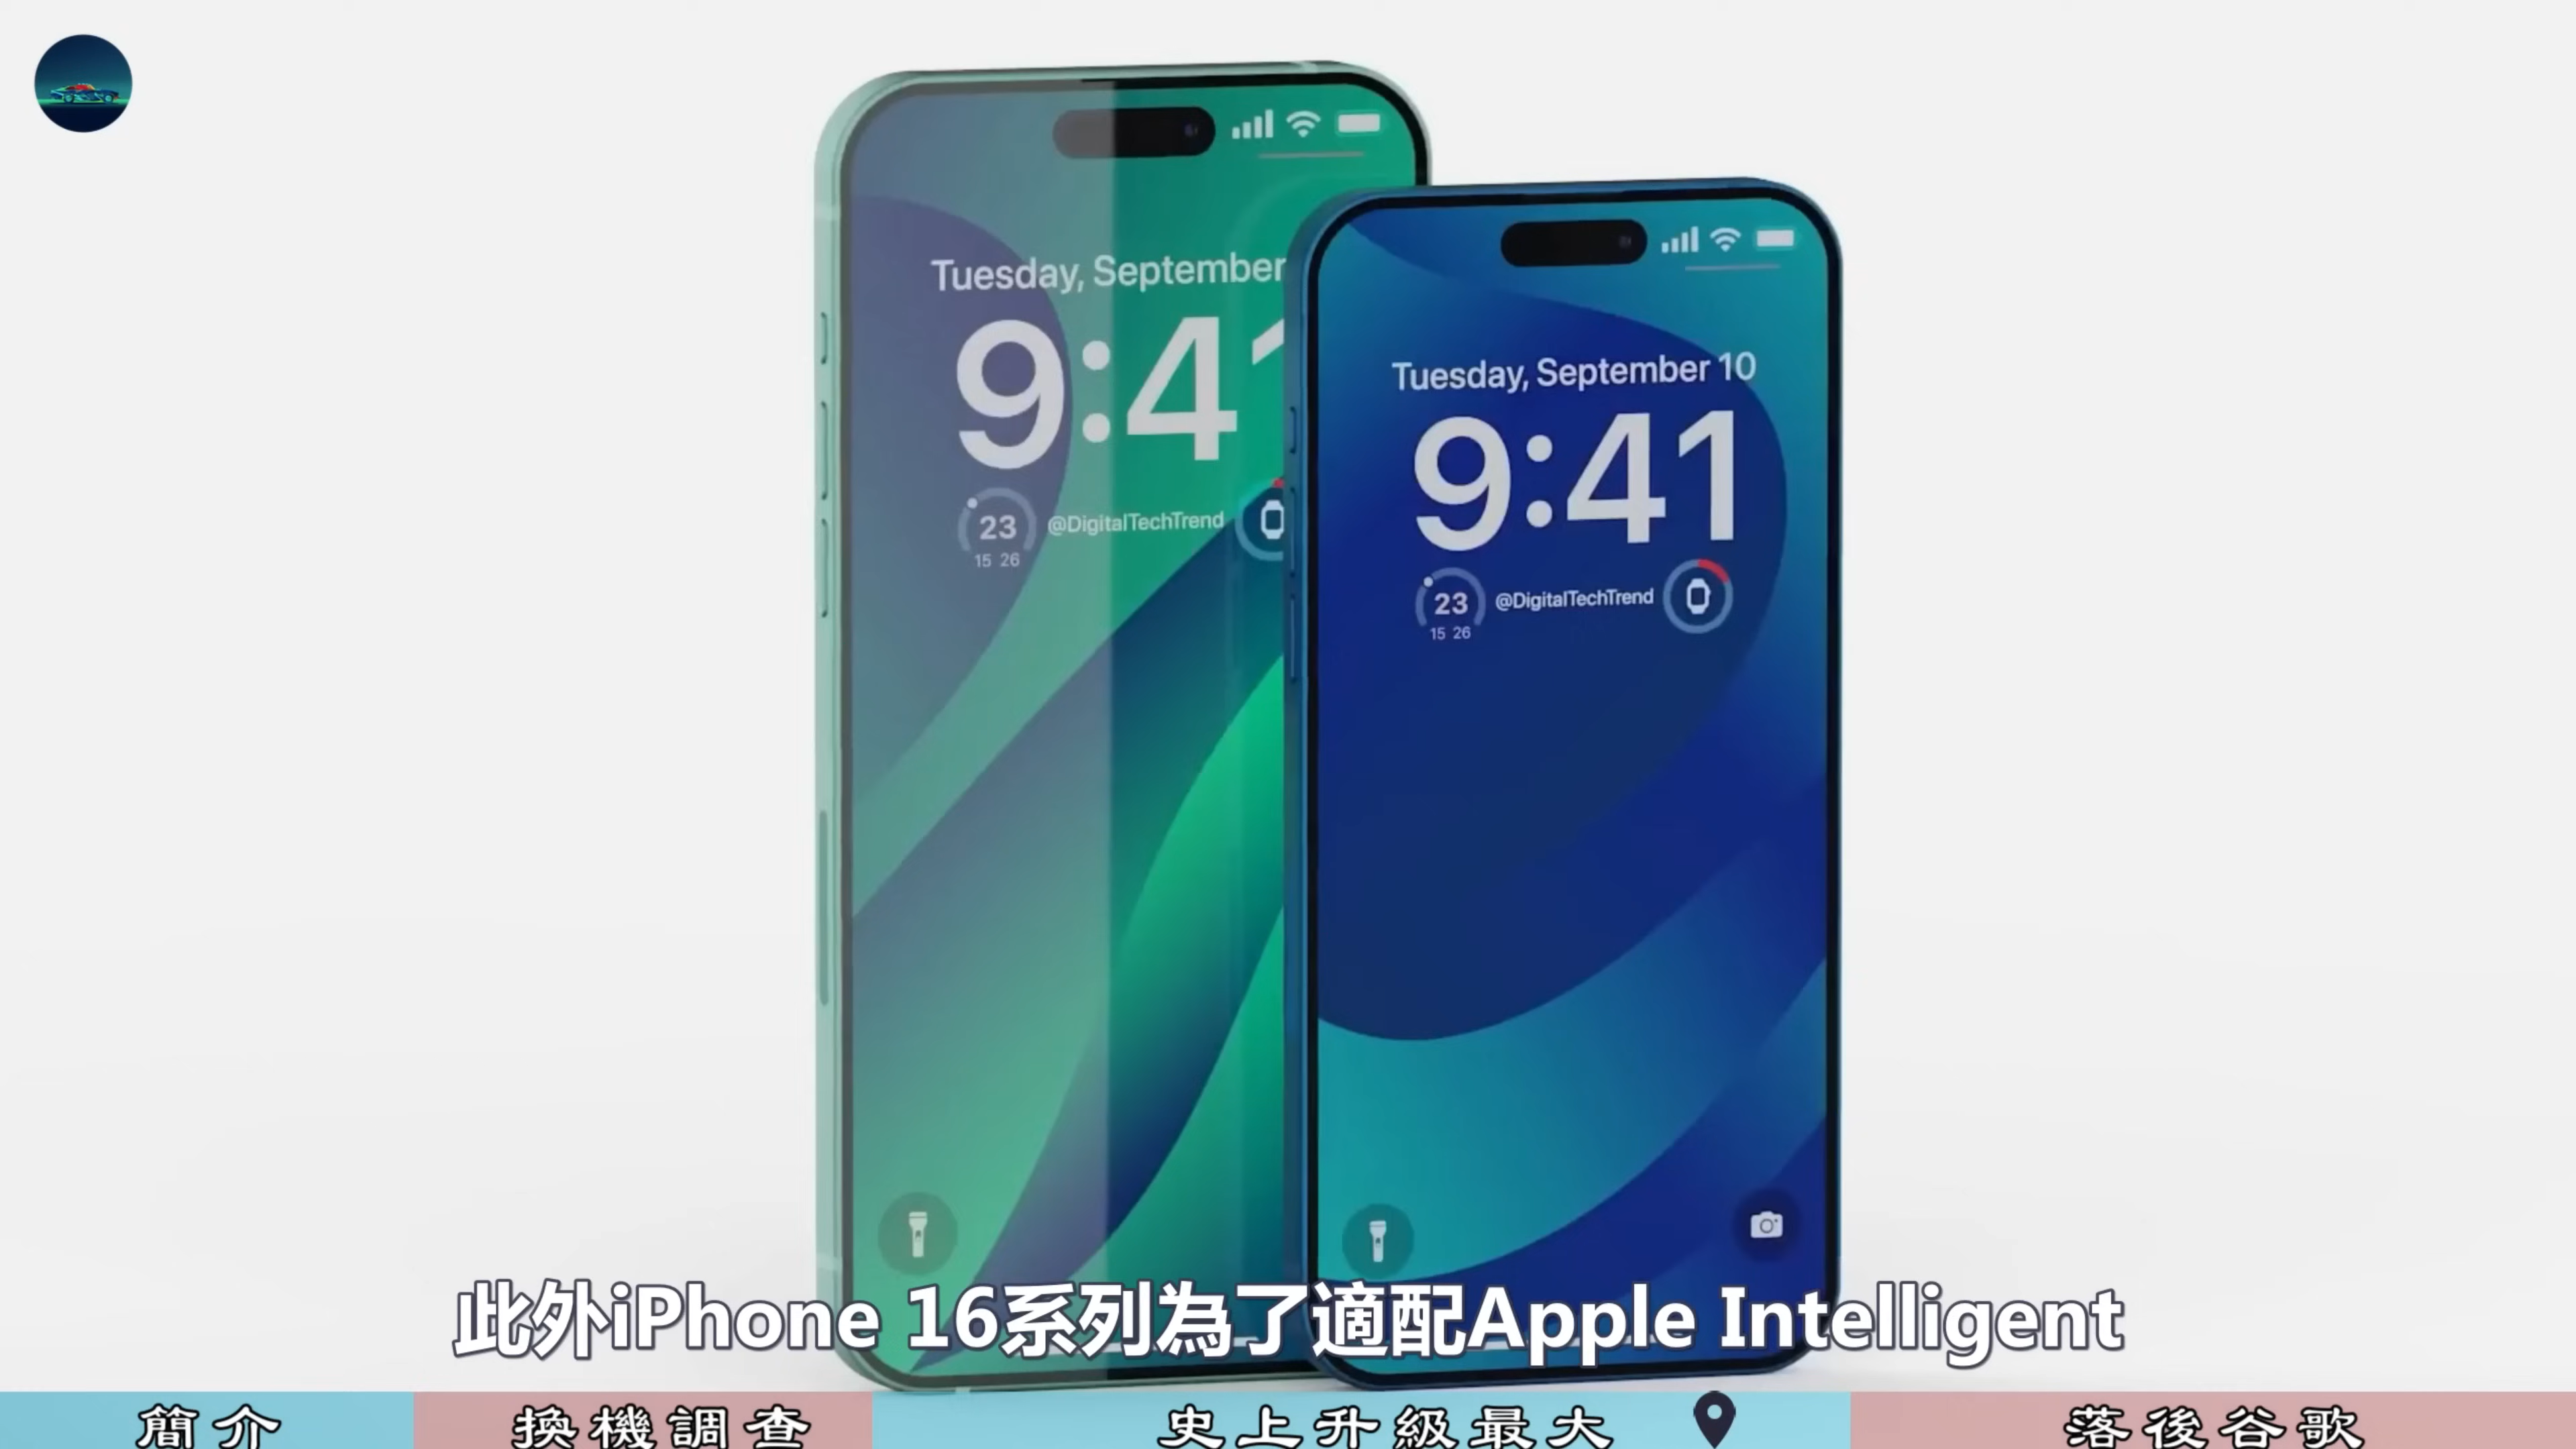 Tuesday, September
9:41
23
15 26
@DigitalTechTrend
Tuesday, September 10
9:41
23
15 26
@DigitalTechTrend
此外iPhone 16系列為了適配Apple Intelligent
簡介
換機調查
史上升級最大
落後谷歌